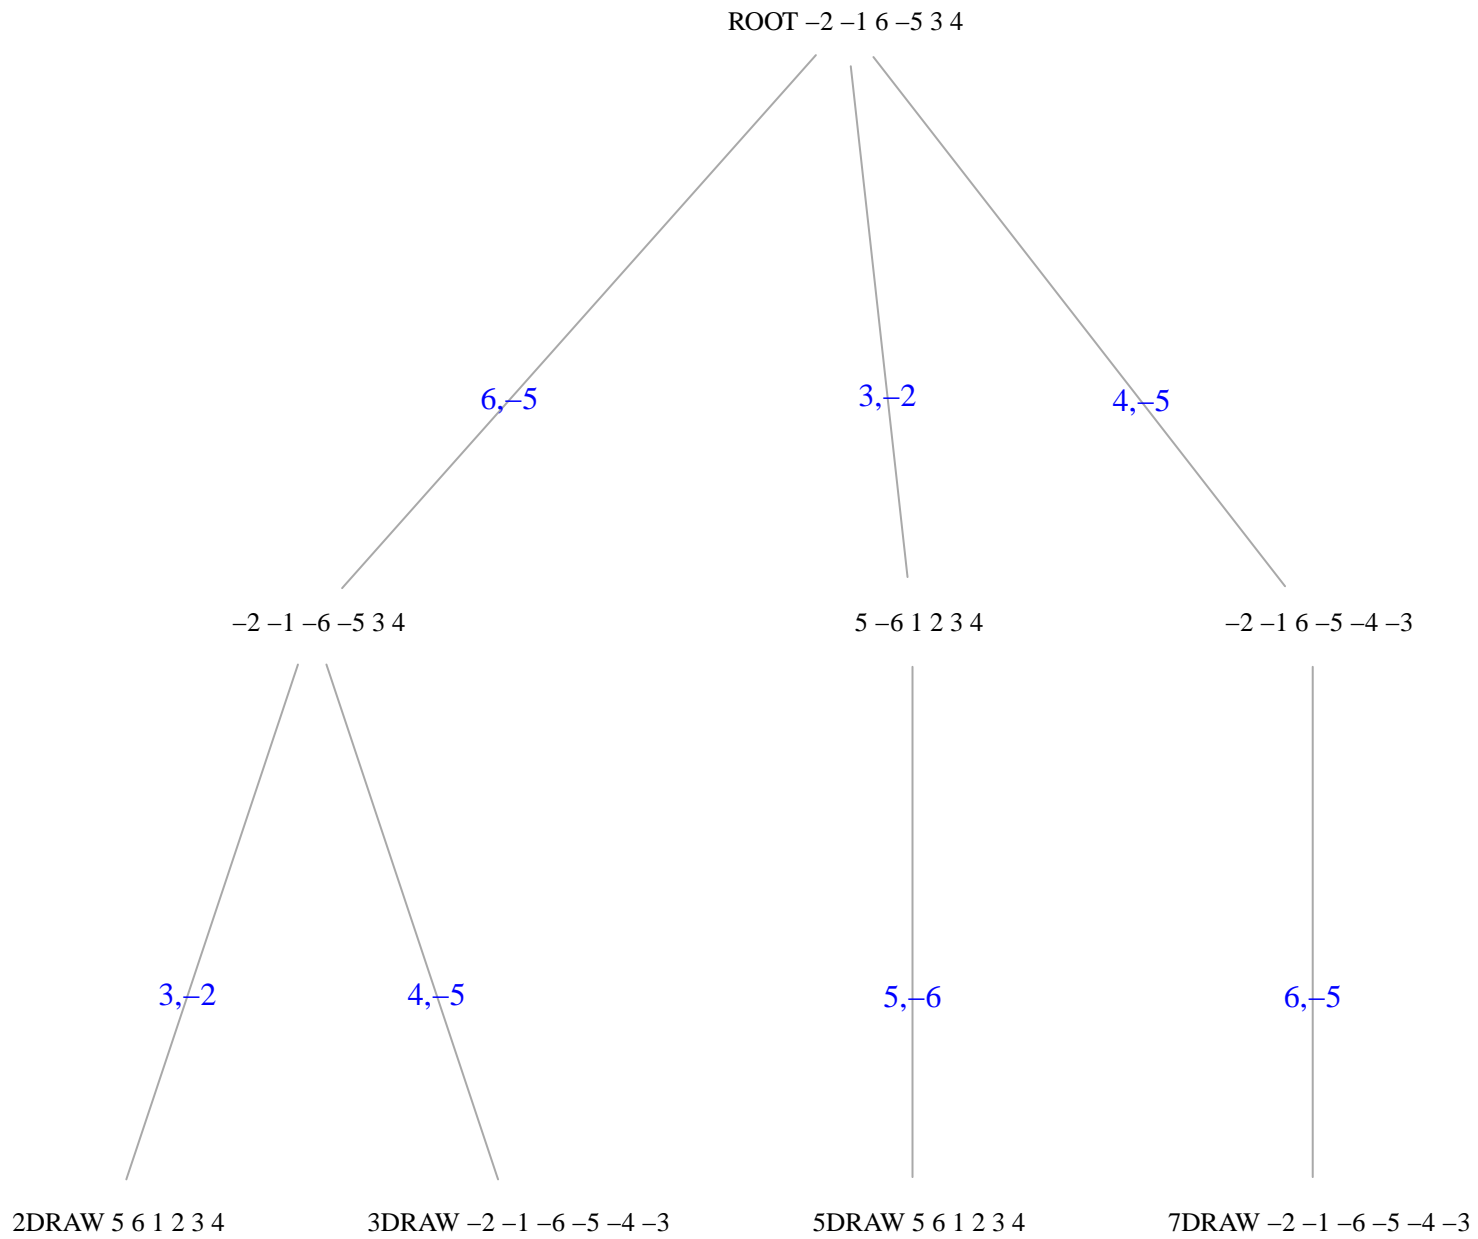 ROOT –2 –1 6 –5 3 4
6,–5
3,–2
4,–5
–2 –1 –6 –5 3 4
5 –6 1 2 3 4
–2 –1 6 –5 –4 –3
3,–2
4,–5
5,–6
6,–5
2DRAW 5 6 1 2 3 4
3DRAW –2 –1 –6 –5 –4 –3
5DRAW 5 6 1 2 3 4
7DRAW –2 –1 –6 –5 –4 –3